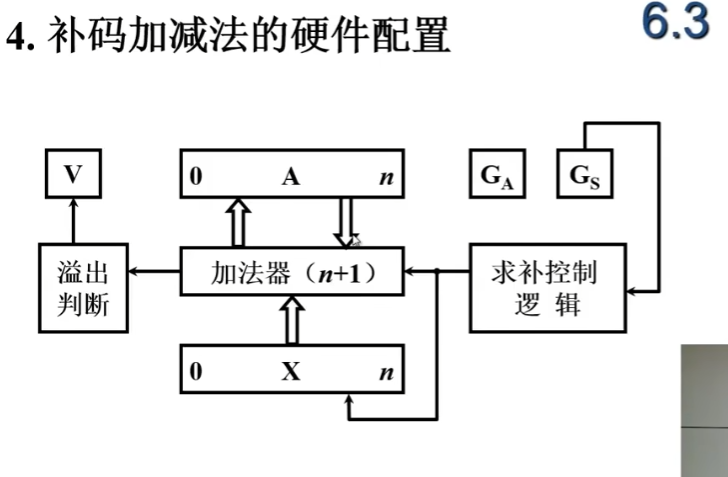 4. 补码加减法的硬件配置
6.3
V
0 A n
G_A
G_S
溢出
判断
加法器（n+1）
求补控制
逻 辑
0 X n